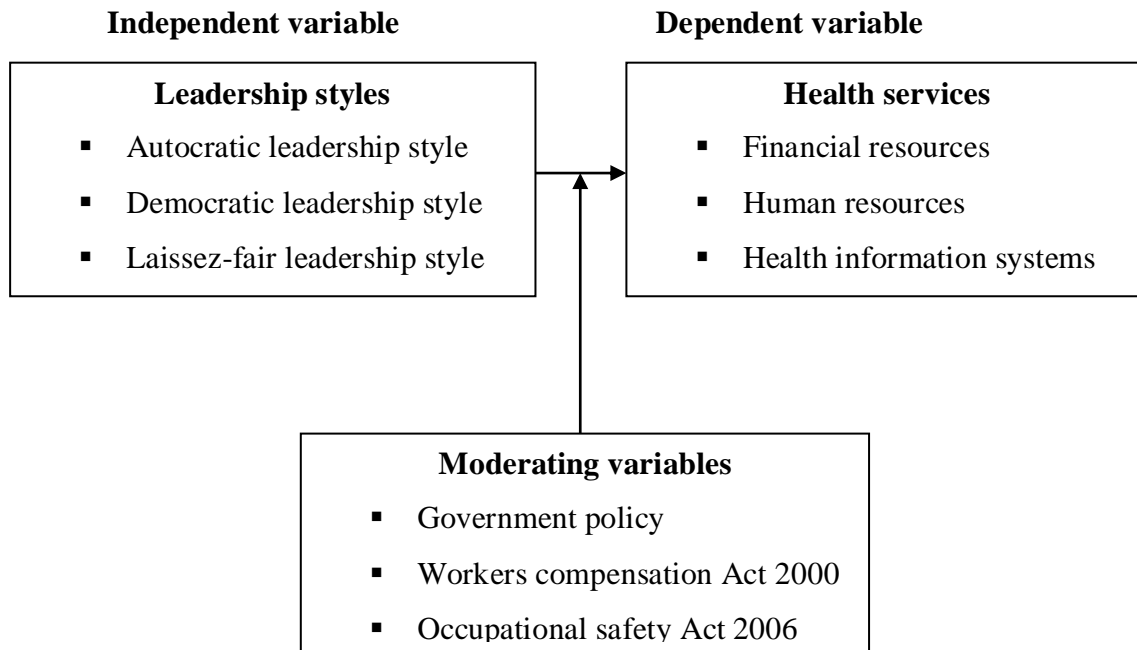 Independent variable
Dependent variable
Leadership styles
▪ Autocratic leadership style
▪ Democratic leadership style
▪ Laissez-fair leadership style
Health services
▪ Financial resources
▪ Human resources
▪ Health information systems
Moderating variables
▪ Government policy
▪ Workers compensation Act 2000
▪ Occupational safety Act 2006